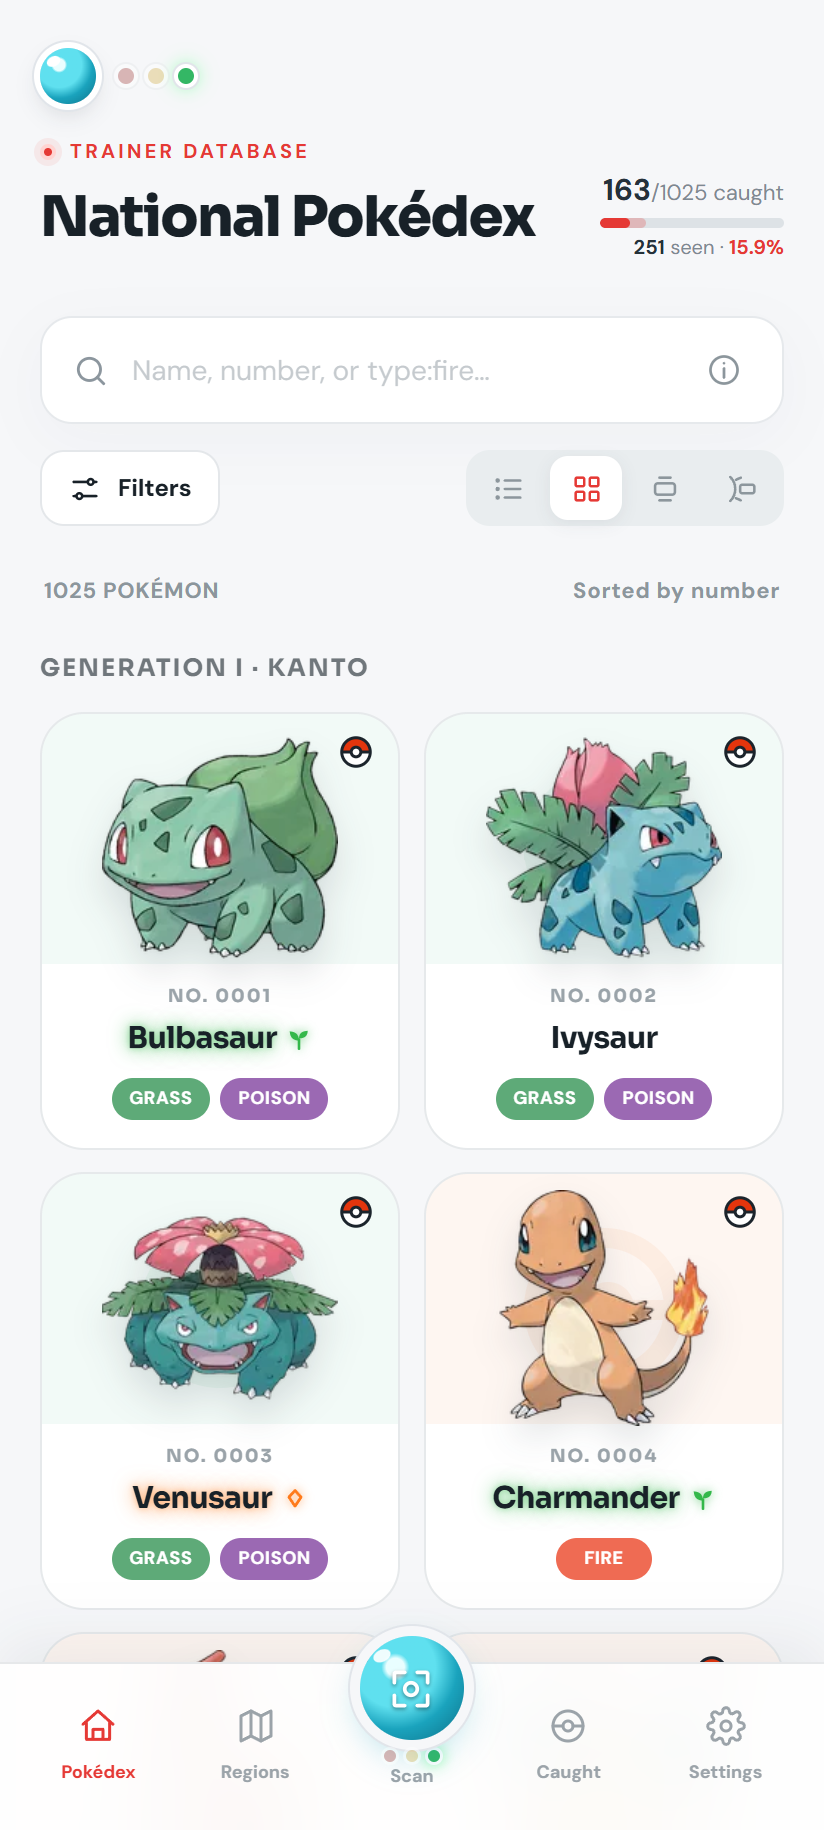 TRAINER DATABASE
National Pokédex
163/1025 caught
251 seen · 15.9%
Name, number, or type:fire...
Filters
1025 POKÉMON
Sorted by number
GENERATION I · KANTO
NO. 0001
Bulbasaur
GRASS POISON
NO. 0002
Ivysaur
GRASS POISON
NO. 0003
Venusaur
GRASS POISON
NO. 0004
Charmander
FIRE
Pokédex
Regions
Scan
Caught
Settings